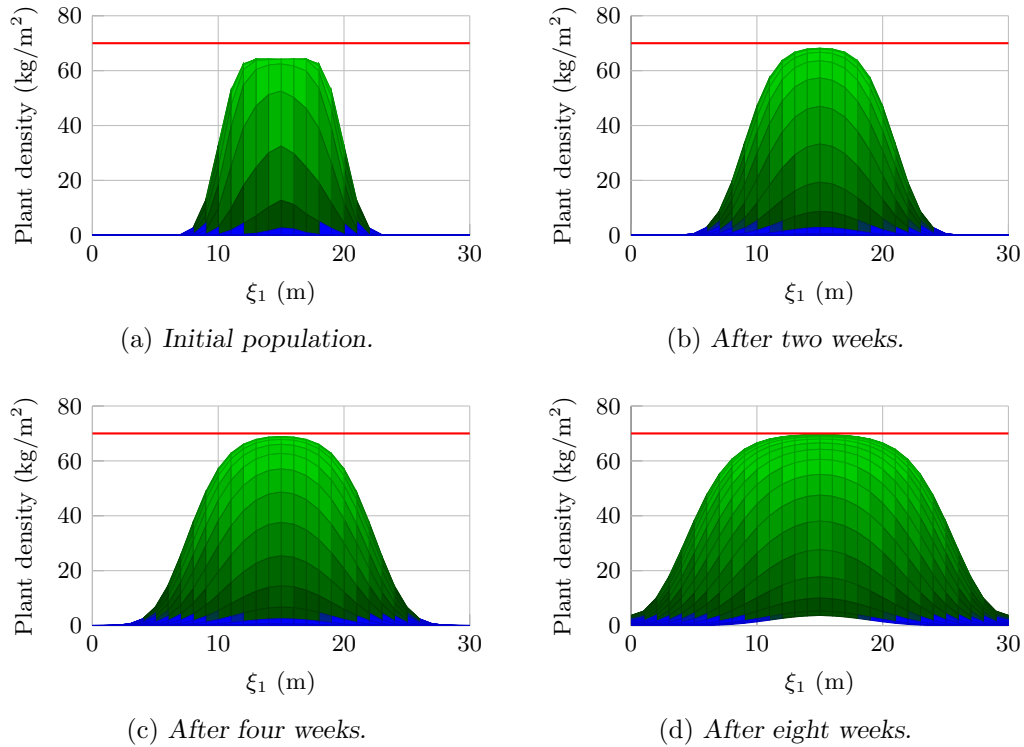 Plant density (kg/m²)
80
60
40
20
0
0 10 20 30
ξ₁ (m)
(a) Initial population.
Plant density (kg/m²)
80
60
40
20
0
0 10 20 30
ξ₁ (m)
(b) After two weeks.
Plant density (kg/m²)
80
60
40
20
0
0 10 20 30
ξ₁ (m)
(c) After four weeks.
Plant density (kg/m²)
80
60
40
20
0
0 10 20 30
ξ₁ (m)
(d) After eight weeks.